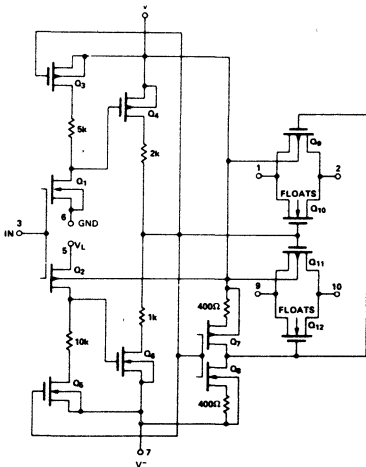 V
Q3
Q4
5k
2k
Q9
1
2
Q1
FLOATS
6
GND
Q10
3
IN
5
VL
Q2
Q11
400Ω
9
FLOATS
10
10k
1k
Q7
Q12
Q6
Q8
Q5
400Ω
7
V-